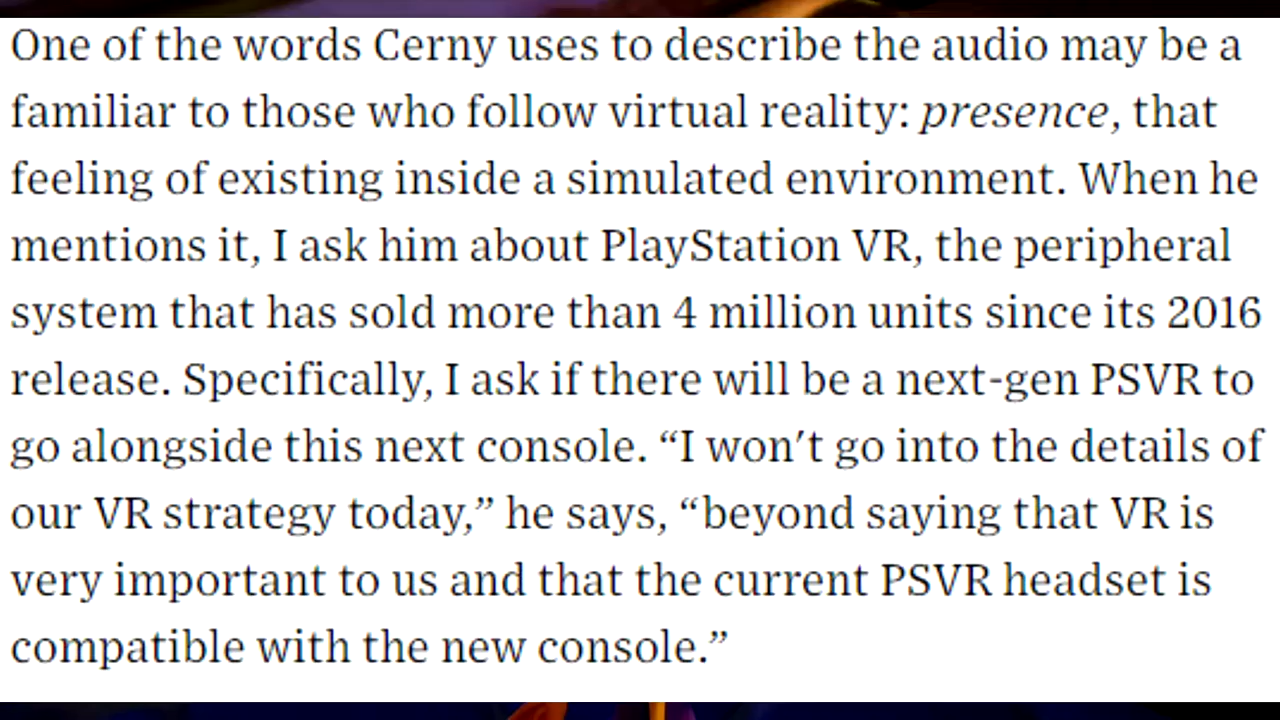 One of the words Cerny uses to describe the audio may be a
familiar to those who follow virtual reality: presence, that
feeling of existing inside a simulated environment. When he
mentions it, I ask him about PlayStation VR, the peripheral
system that has sold more than 4 million units since its 2016
release. Specifically, I ask if there will be a next-gen PSVR to
go alongside this next console. “I won't go into the details of
our VR strategy today,” he says, “beyond saying that VR is
very important to us and that the current PSVR headset is
compatible with the new console.”